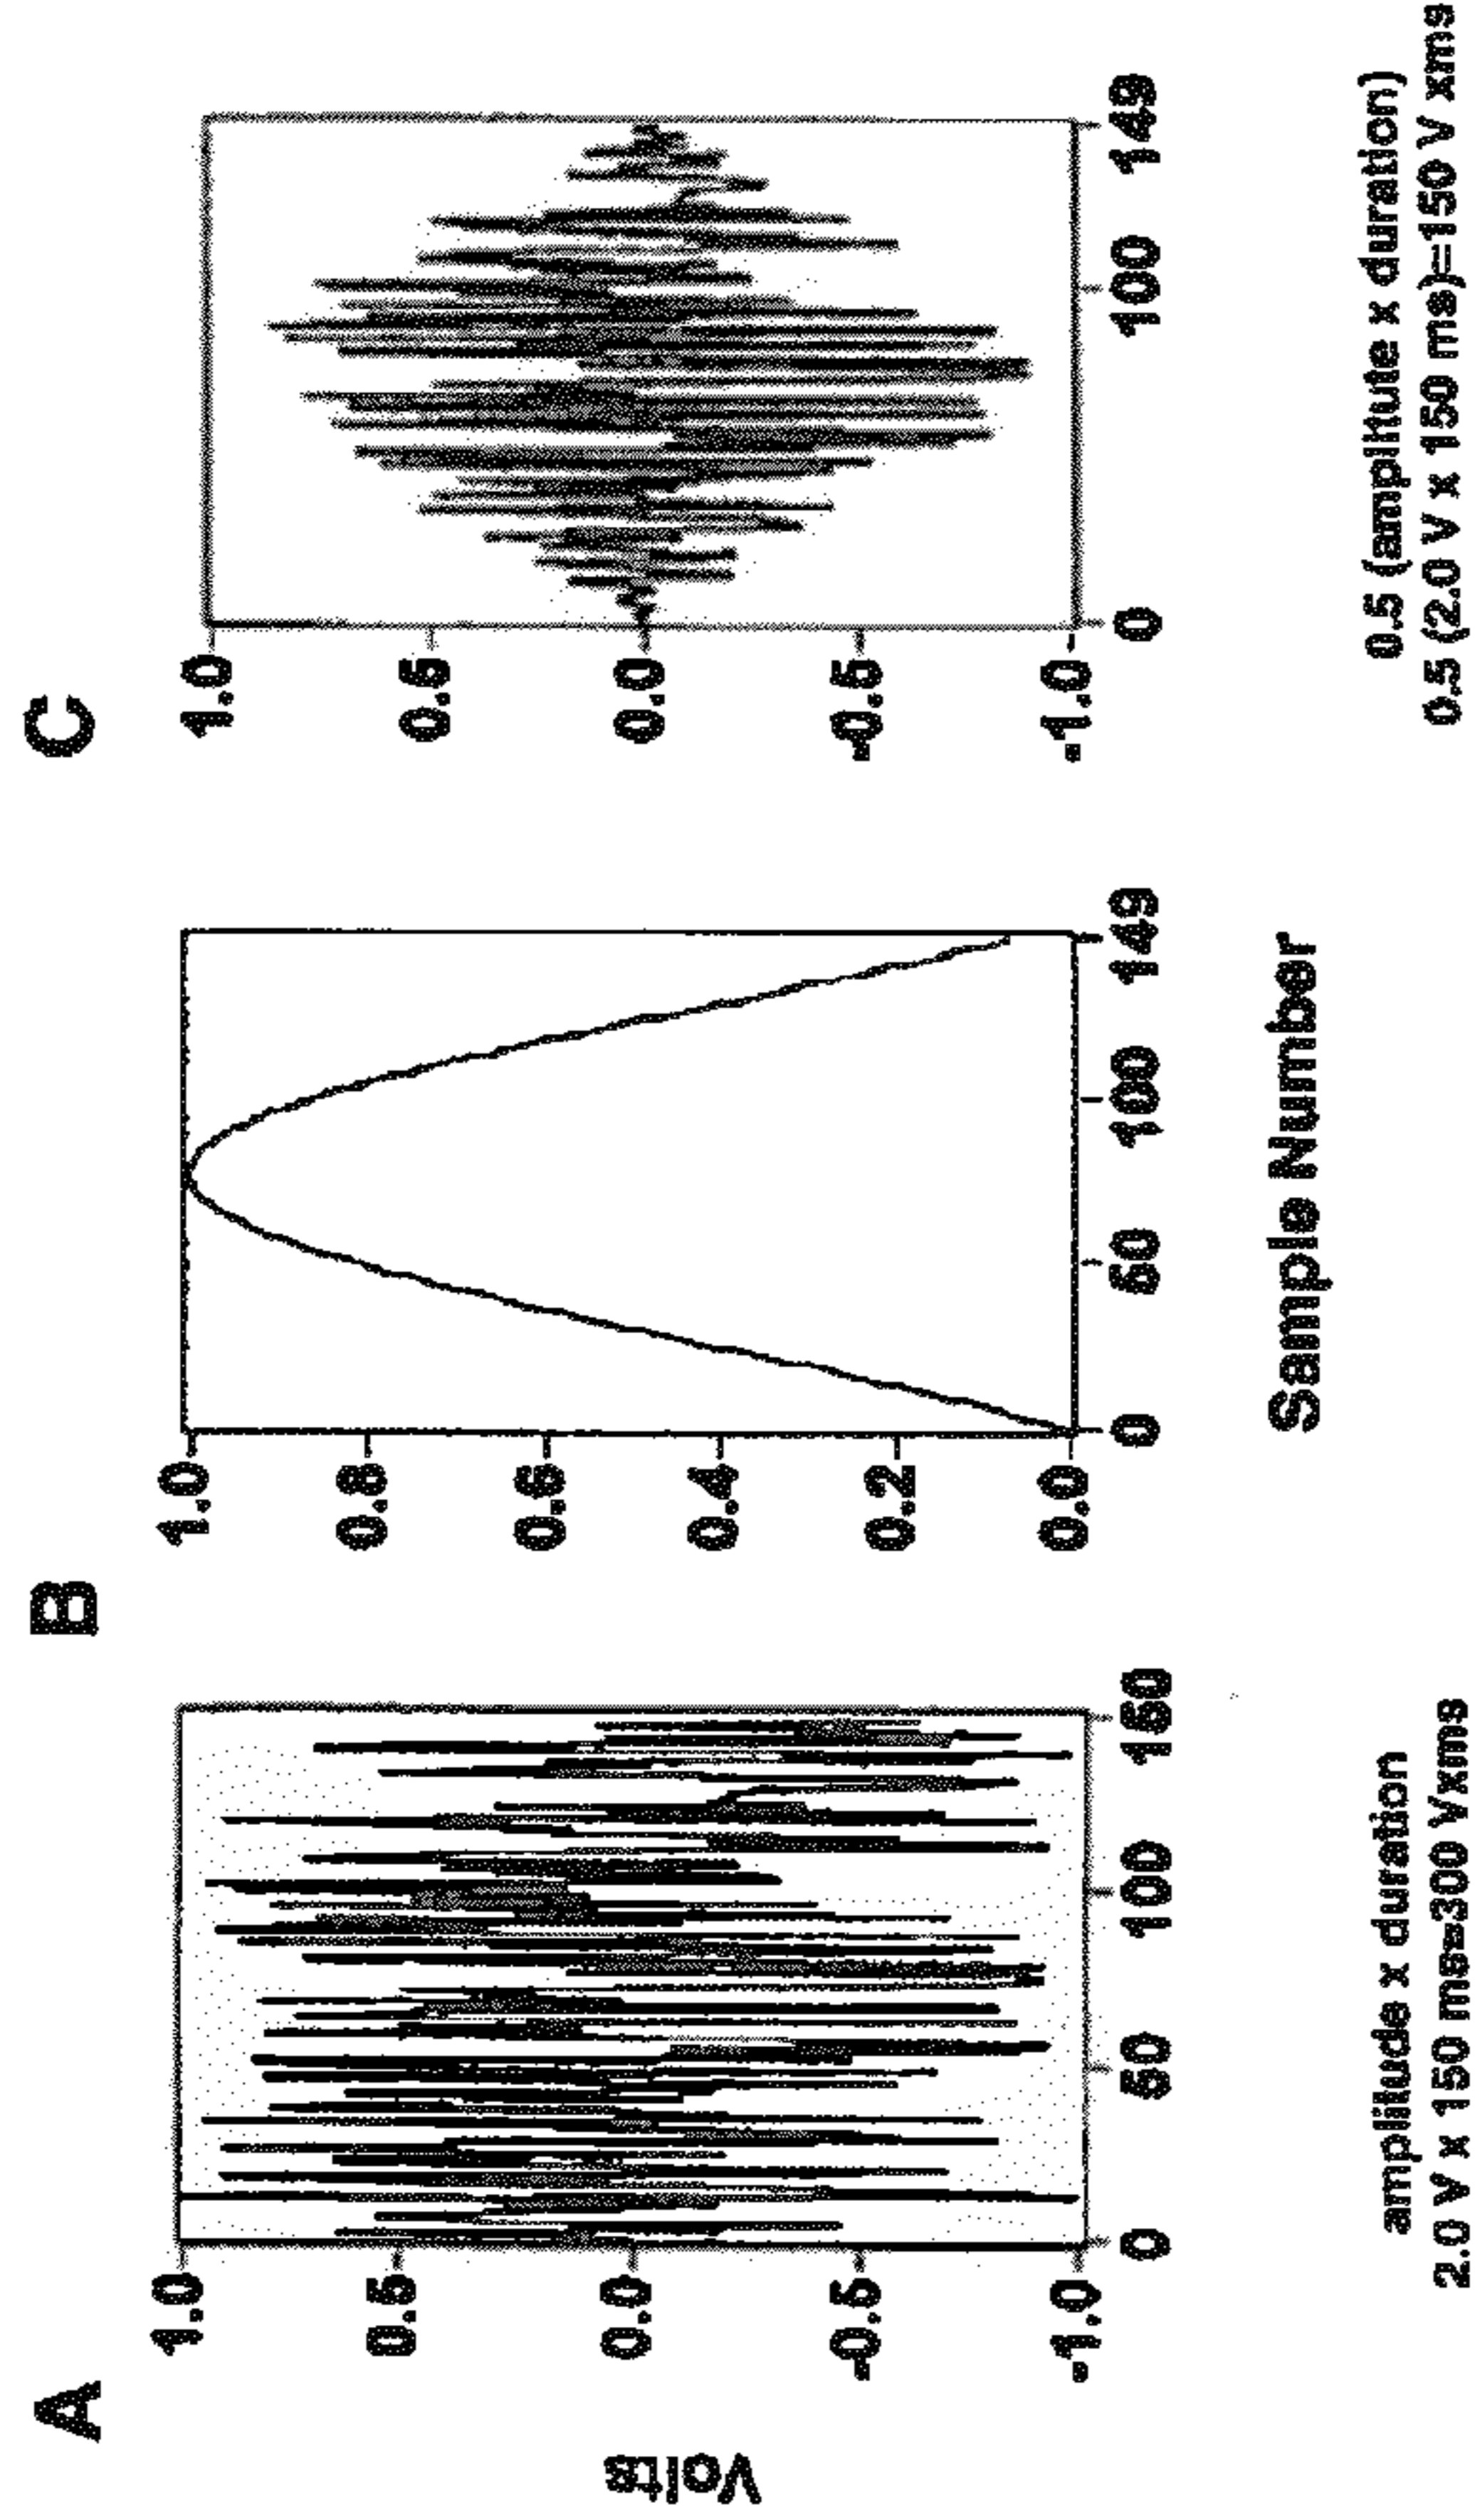 A
Volts
1.0
0.5
0.0
-0.5
-1.0
0 50 100 150
amplitude x duration
2.0 V x 150 ms=300 Vxms
B
1.0
0.8
0.6
0.4
0.2
0.0
0 50 100 149
Sample Number
C
1.0
0.5
0.0
-0.5
-1.0
0 100 149
0.5 (amplitute x duration)
0.5 (2.0 V x 150 ms)=150 V xms